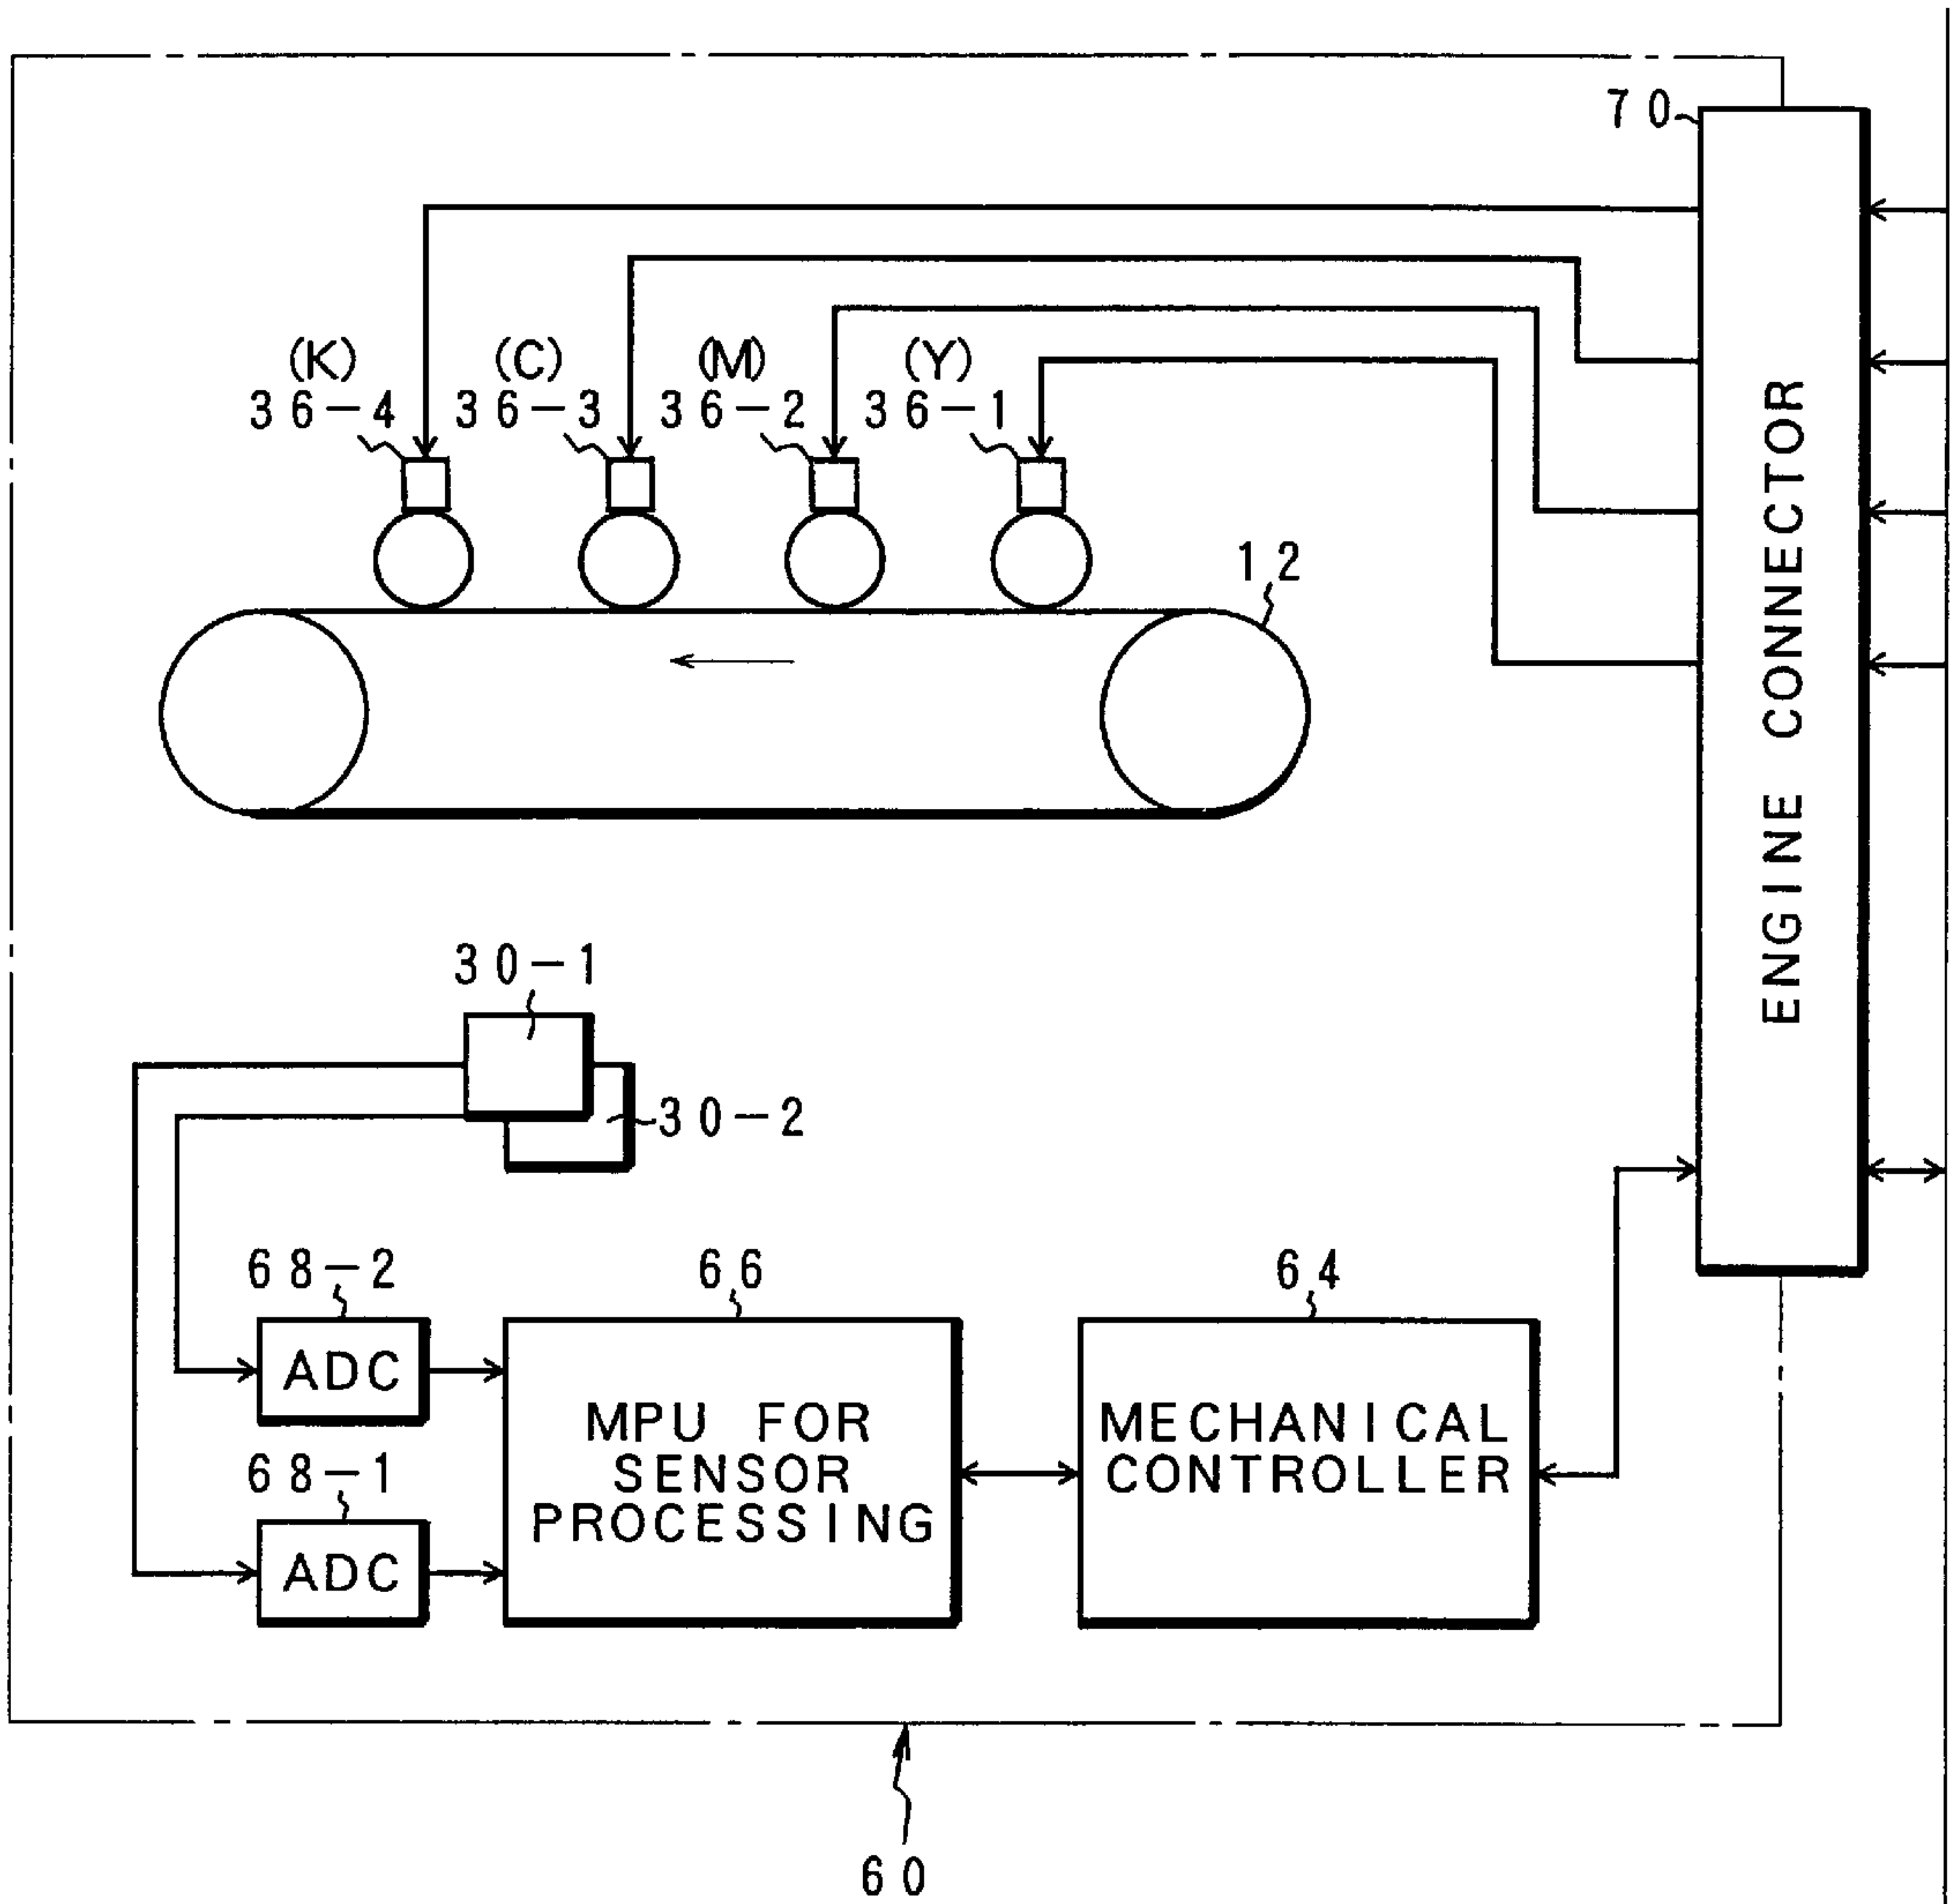 70
(K) (C) (M) (Y)
36-4 36-3 36-2 36-1
12
ENGINE CONNECTOR
30-1
30-2
68-2 66 64
ADC
MPU FOR
SENSOR
PROCESSING
MECHANICAL
CONTROLLER
68-1
ADC
60